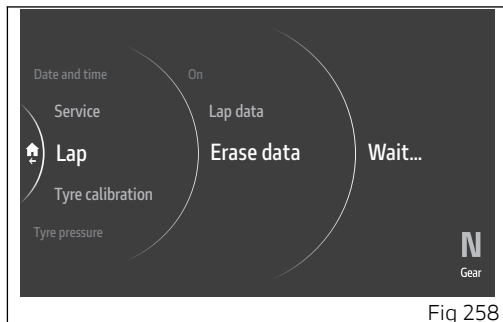 Date and time
Service
Lap
Tyre calibration
Tyre pressure
On
Lap data
Erase data
Wait...
N
Gear
Fig 258